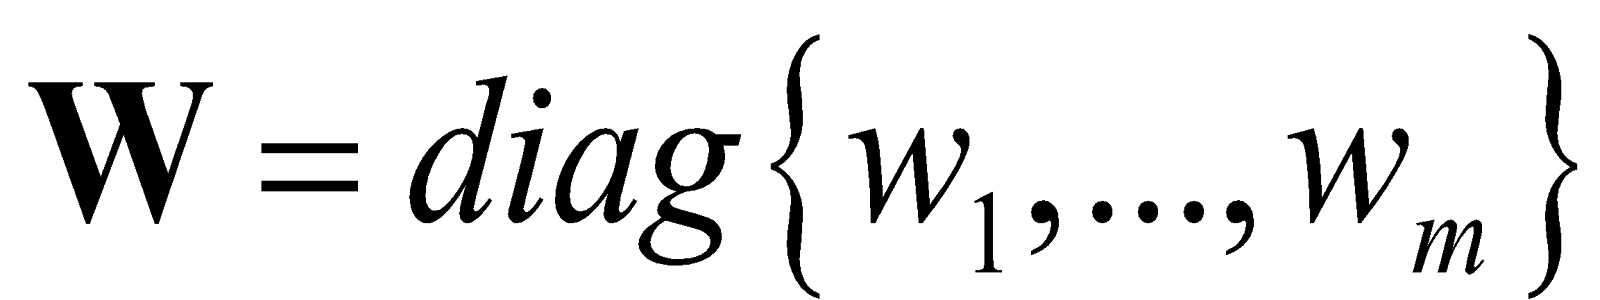 W = diag{w₁,...,wₘ}